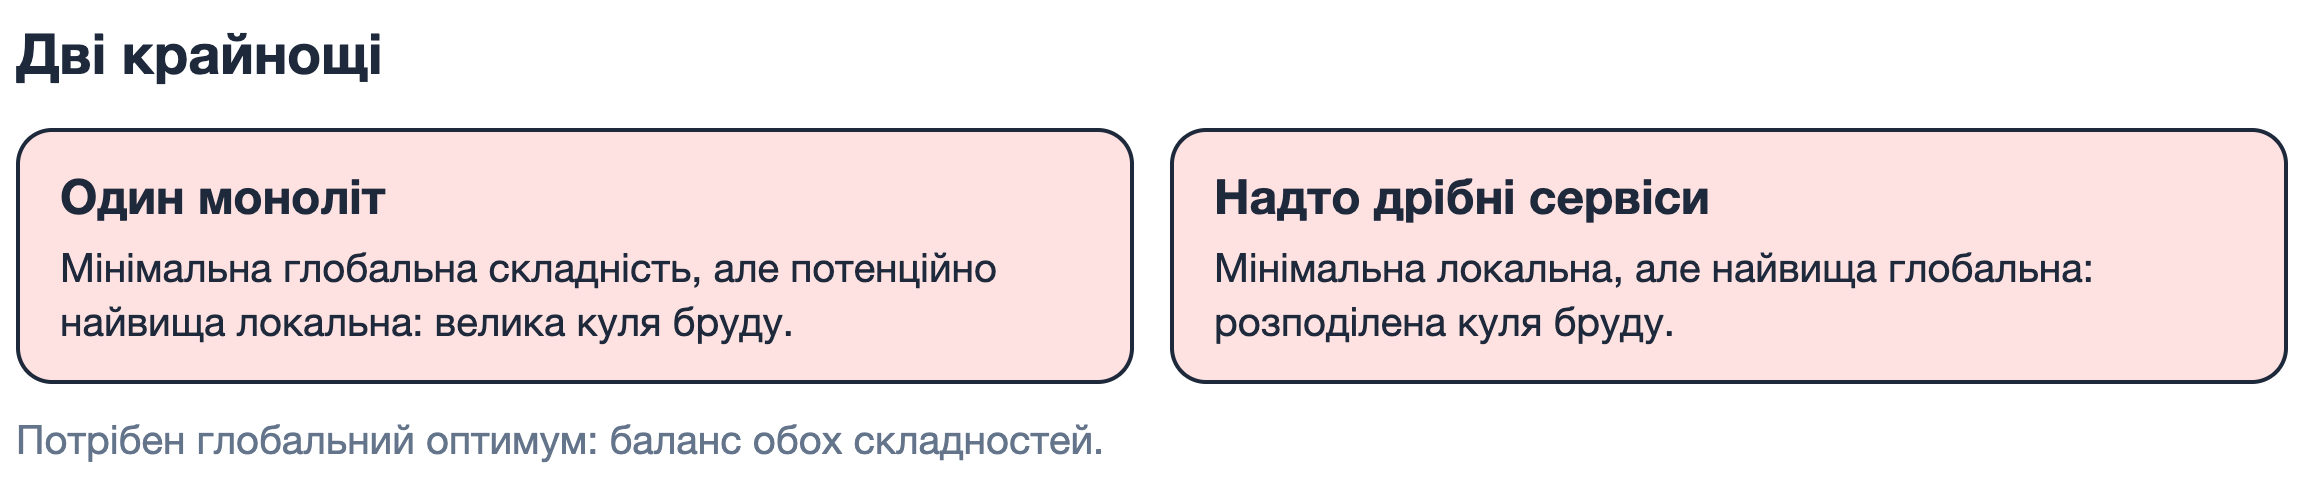 Дві крайнощі
Один моноліт
Мінімальна глобальна складність, але потенційно
найвища локальна: велика куля бруду.
Надто дрібні сервіси
Мінімальна локальна, але найвища глобальна:
розподілена куля бруду.
Потрібен глобальний оптимум: баланс обох складностей.